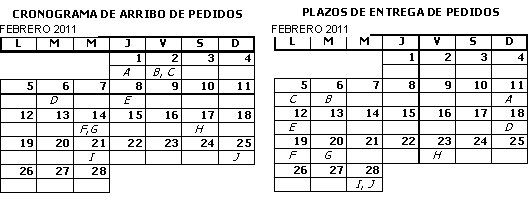 CRONOGRAMA DE ARRIBO DE PEDIDOS
FEBRERO 2011
L M M J V S D
1 2 3 4
A B, C
5 6 7 8 9 10 11
D E
12 13 14 15 16 17 18
F,G H
19 20 21 22 23 24 25
I J
26 27 28
PLAZOS DE ENTREGA DE PEDIDOS
FEBRERO 2011
L M M J V S D
1 2 3 4
5 6 7 8 9 10 11
C B A
12 13 14 15 16 17 18
E D
19 20 21 22 23 24 25
F G H
26 27 28
I, J